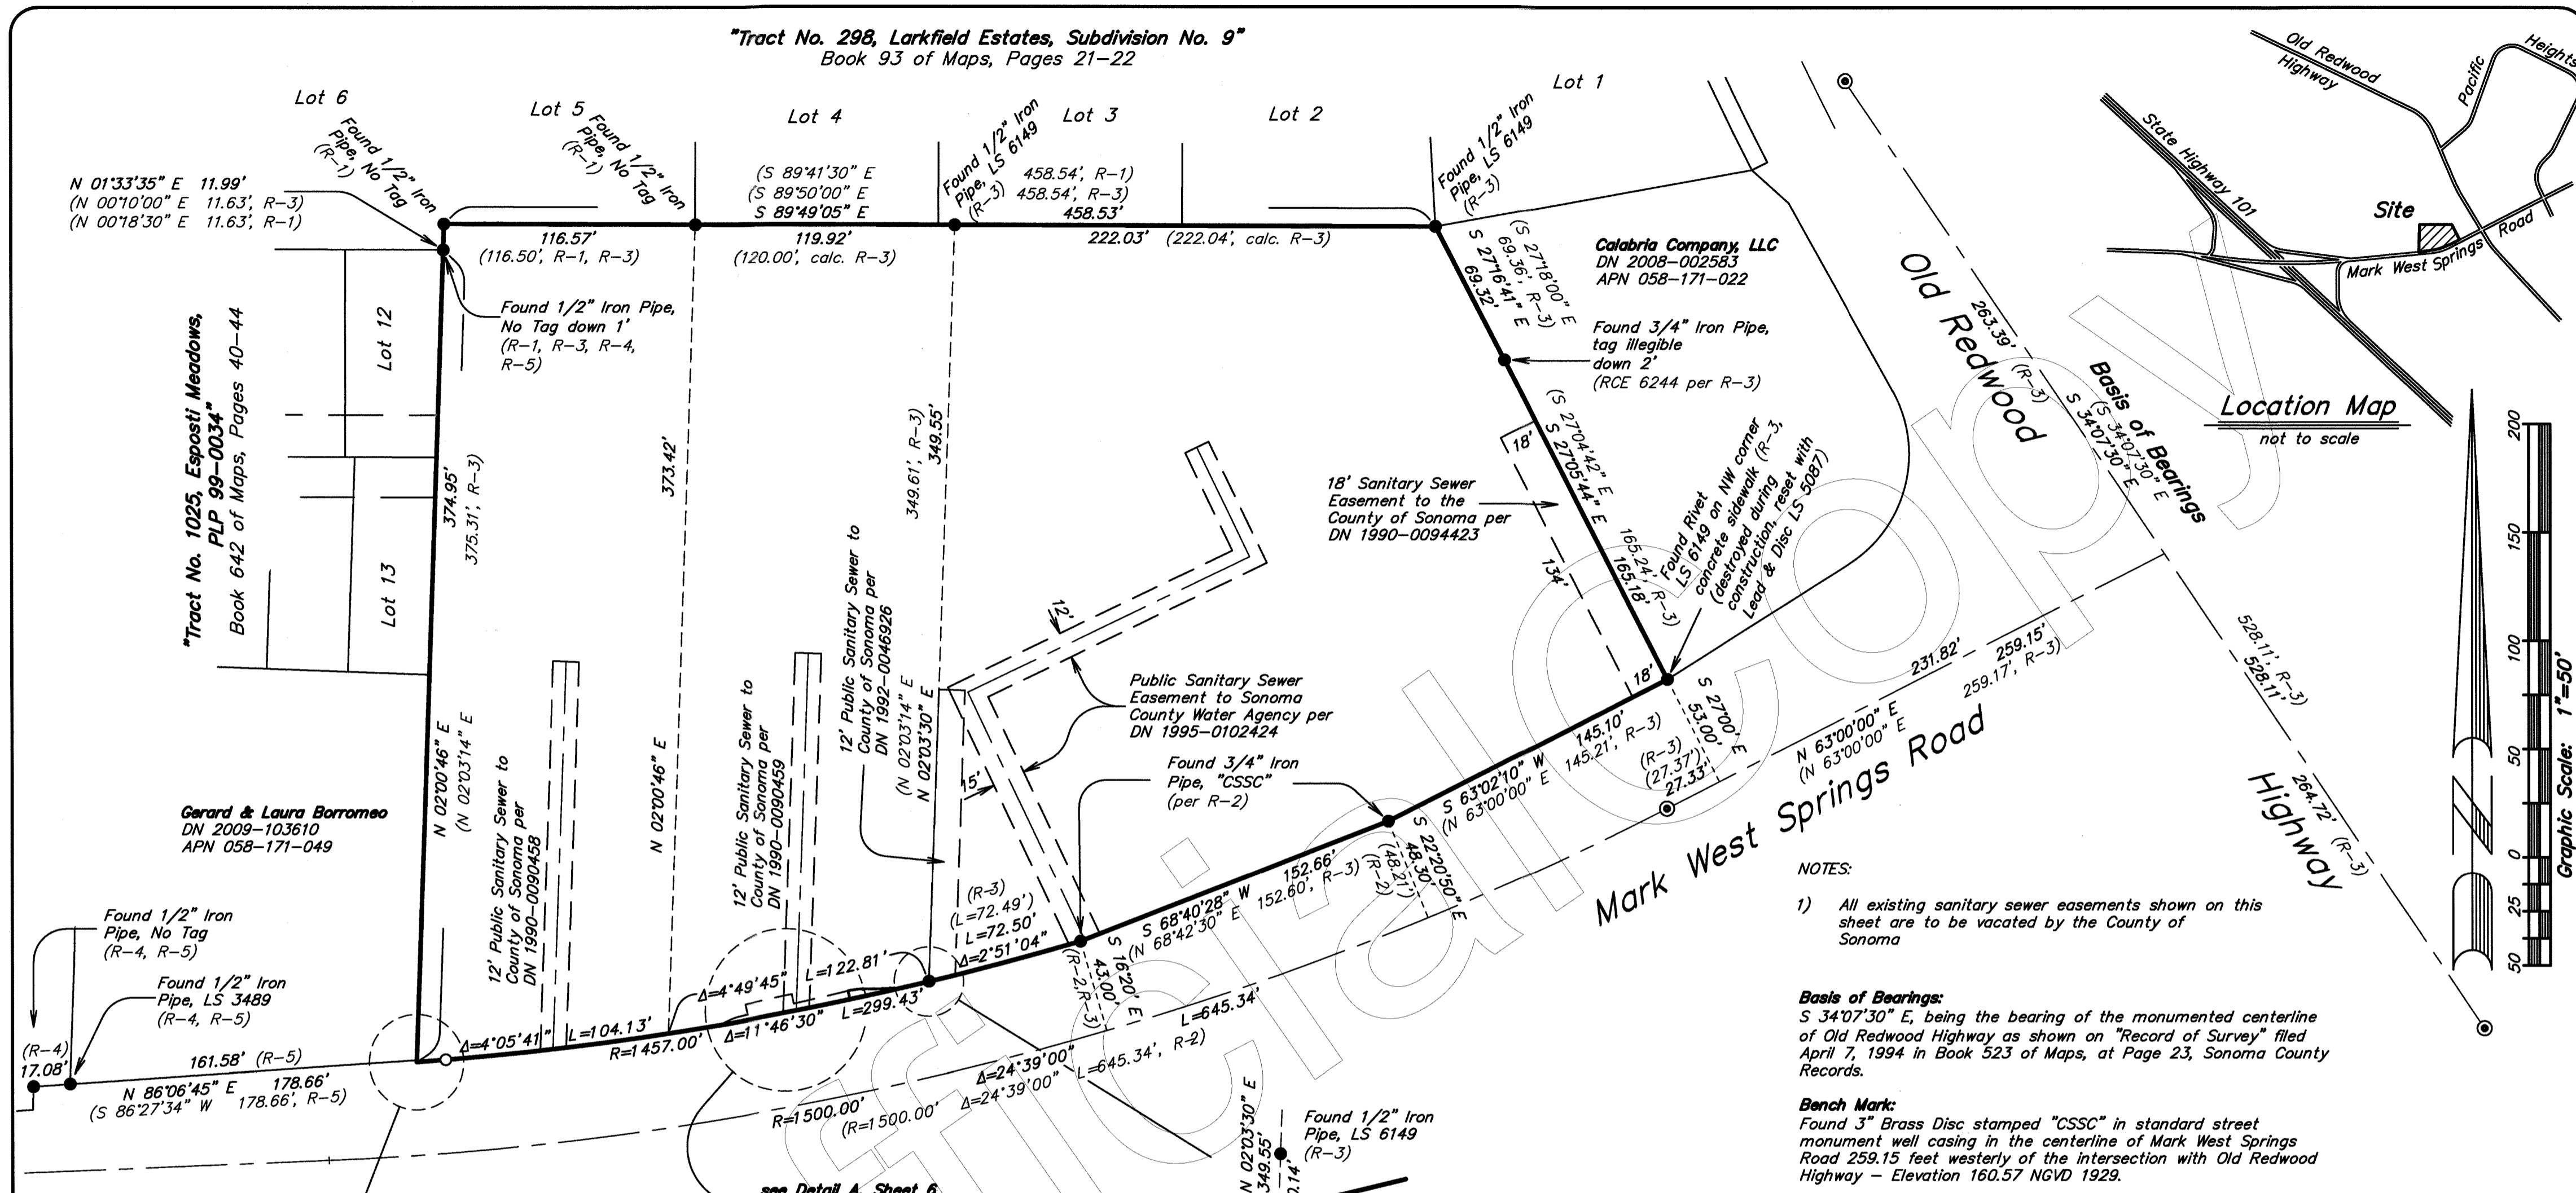 "Tract No. 298, Larkfield Estates, Subdivision No. 9"
Book 93 of Maps, Pages 21-22
Lot 6
Lot 5
Lot 4
Lot 3
Lot 2
Lot 1
Found 1/2" Iron
Pipe, No Tag
(R-1)
Found 1/2" Iron
Pipe, No Tag
(R-1)
Found 1/2" Iron
Pipe, LS 6149
(R-3)
Found 1/2" Iron
Pipe, LS 6149
(R-3)
N 01°33'35" E 11.99'
(N 00°10'00" E 11.63', R-3)
(N 00°18'30" E 11.63', R-1)
(S 89°41'30" E 458.54', R-1)
(S 89°50'00" E 458.54', R-3)
S 89°49'05" E 458.53'
116.57'
(116.50', R-1, R-3)
119.92'
(120.00', calc. R-3)
222.03' (222.04', calc. R-3)
Found 1/2" Iron Pipe,
No Tag down 1'
(R-1, R-3, R-4,
R-5)
"Tract No. 1025, Esposti Meadows,
PLP 99-0034"
Book 642 of Maps, Pages 40-44
Lot 12
Lot 13
374.95'
375.31', R-3)
N 02°00'46" E
(N 02°03'14" E
373.42'
N 02°00'46" E
349.61', R-3)
349.55'
(N 02°03'14" E
N 02°03'30" E
(S 27°18'00" E
69.36', R-3)
S 27°16'41" E
69.32'
Calabria Company, LLC
DN 2008-002583
APN 058-171-022
Found 3/4" Iron Pipe,
tag illegible
down 2'
(RCE 6244 per R-3)
(S 27°04'42" E 165.24', R-3)
S 27°05'44" E 165.18'
18'
134'
18'
18' Sanitary Sewer
Easement to the
County of Sonoma per
DN 1990-0094423
Found Rivet
LS 6149 on NW corner
concrete sidewalk (R-3,
(destroyed during
construction, reset with
Lead & Disc LS 5087)
Old Redwood
Highway
263.39'
(R-3)
S 34°07'30" E
(S 34°07'30" E
Basis of Bearings
528.11', R-3)
528.11'
264.72' (R-3)
Old Redwood
Highway
Pacific
Heights
State Highway 101
Site
Mark West Springs Road
Location Map
not to scale
200
150
100
50
0
25
50
Graphic Scale: 1"=50'
N
Gerard & Laura Borromeo
DN 2009-103610
APN 058-171-049
12' Public Sanitary Sewer to
County of Sonoma per
DN 1990-0090458
12' Public Sanitary Sewer to
County of Sonoma per
DN 1990-0090459
12' Public Sanitary Sewer to
County of Sonoma per
DN 1992-0046926
12'
15'
Public Sanitary Sewer
Easement to Sonoma
County Water Agency per
DN 1995-0102424
Found 3/4" Iron
Pipe, "CSSC"
(per R-2)
145.10'
S 63°02'10" W 145.21', R-3)
(N 63°00'00" E
S 27°00' E
53.00'
(R-3)
(27.37')
27.33'
231.82'
259.15'
N 63°00'00" E 259.17', R-3)
(N 63°00'00" E
Mark West Springs Road
152.66'
S 68°40'28" W 152.60', R-3)
(N 68°42'30" E
S 22°20'50" E
48.30'
(48.21')
(R-2)
(R-3)
(L=72.49')
L=72.50'
Δ=2°51'04"
S 16°20' E
43.00'
(R-2,R-3)
Δ=4°49'45" L=122.81'
Δ=4°05'41" L=104.13'
R=1457.00' Δ=11°46'30" L=299.43'
L=645.34'
Δ=24°39'00" L=645.34', R-2)
R=1500.00' Δ=24°39'00"
(R=1500.00'
Found 1/2" Iron
Pipe, No Tag
(R-4, R-5)
Found 1/2" Iron
Pipe, LS 3489
(R-4, R-5)
(R-4)
17.08'
161.58' (R-5)
N 86°06'45" E 178.66'
(S 86°27'34" W 178.66', R-5)
see Detail A, Sheet 6
N 02°03'30" E
349.55'
Found 1/2" Iron
Pipe, LS 6149
(R-3)
NOTES:
1) All existing sanitary sewer easements shown on this
sheet are to be vacated by the County of
Sonoma
Basis of Bearings:
S 34°07'30" E, being the bearing of the monumented centerline
of Old Redwood Highway as shown on "Record of Survey" filed
April 7, 1994 in Book 523 of Maps, at Page 23, Sonoma County
Records.
Bench Mark:
Found 3" Brass Disc stamped "CSSC" in standard street
monument well casing in the centerline of Mark West Springs
Road 259.15 feet westerly of the intersection with Old Redwood
Highway - Elevation 160.57 NGVD 1929.